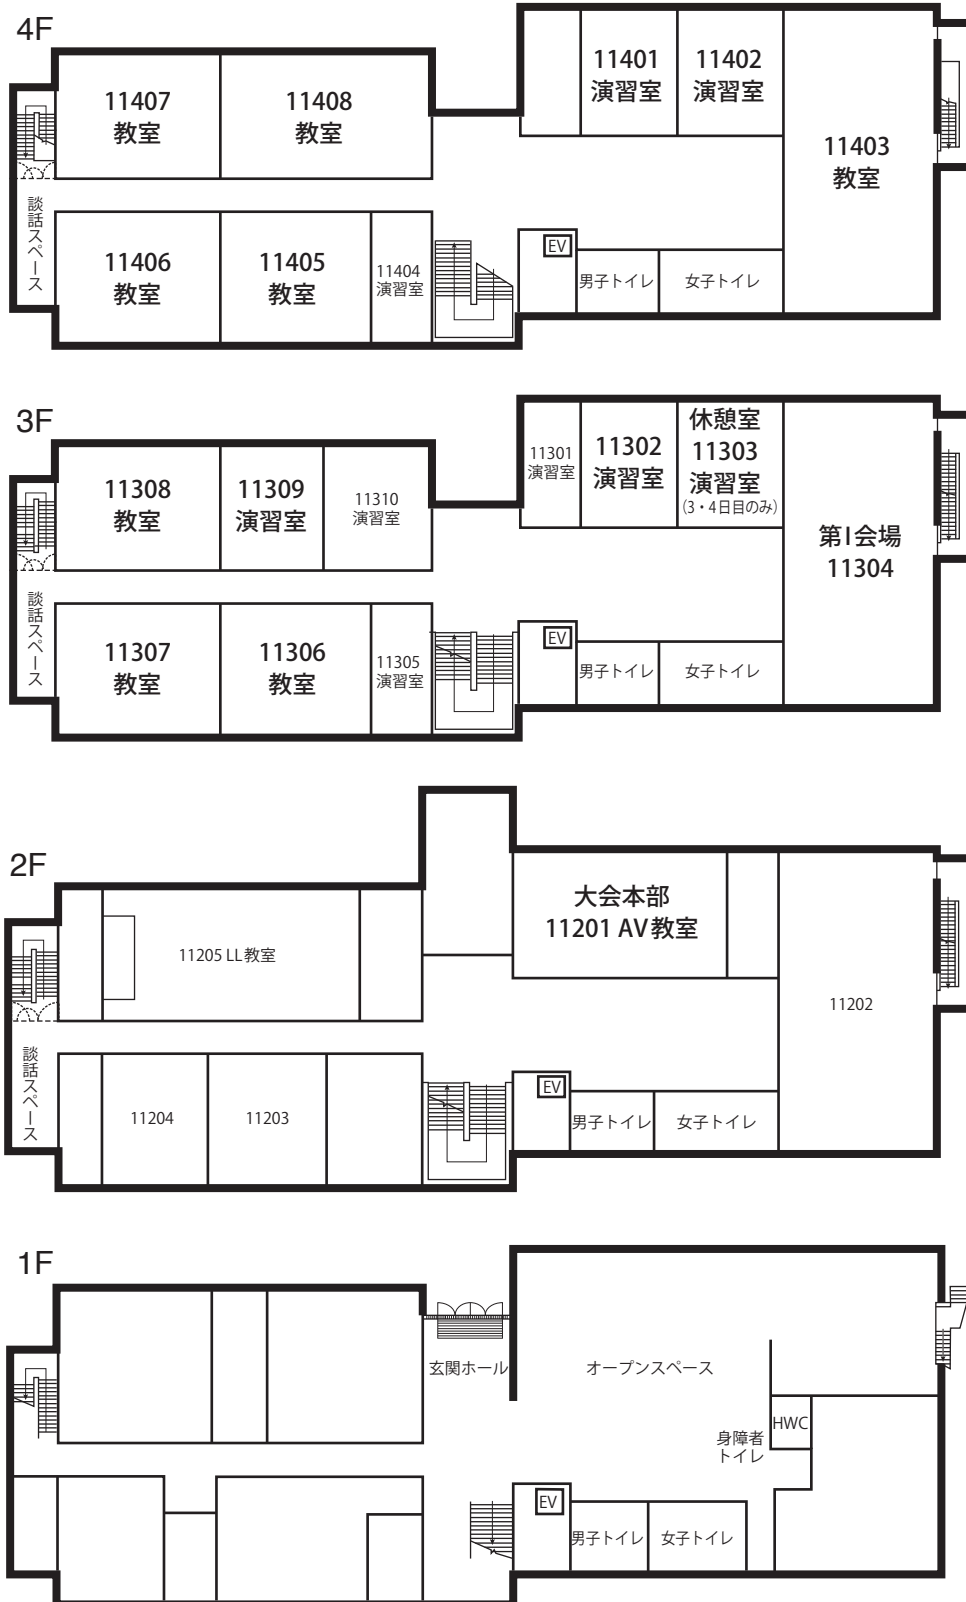 4F
11401
演習室
11402
演習室
11407
教室
11408
教室
11403
教室
談話スペース
11406
教室
11405
教室
11404
演習室
EV
男子トイレ
女子トイレ
3F
11301
演習室
11302
演習室
休憩室
11303
演習室
(3・4日目のみ)
11308
教室
11309
演習室
11310
演習室
第I会場
11304
談話スペース
11307
教室
11306
教室
11305
演習室
EV
男子トイレ
女子トイレ
2F
大会本部
11201 AV教室
11205 LL教室
11202
談話スペース
11204
11203
EV
男子トイレ
女子トイレ
1F
玄関ホール
オープンスペース
HWC
身障者
トイレ
EV
男子トイレ
女子トイレ